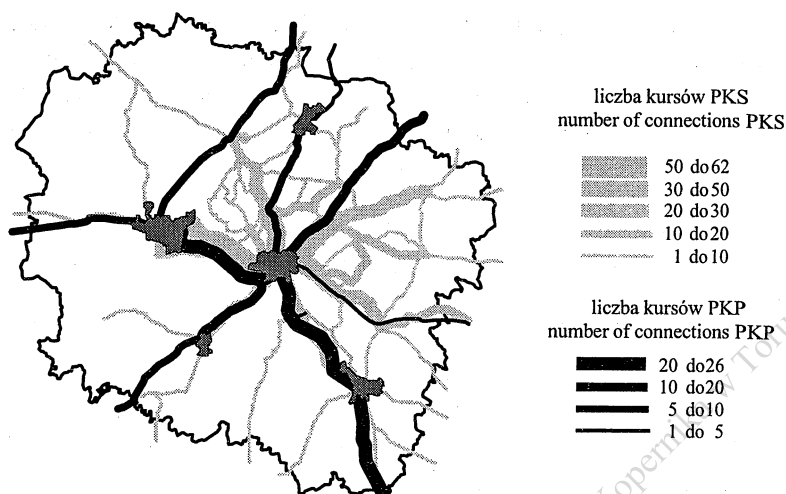 liczba kursów PKS
number of connections PKS
50 do 62
30 do 50
20 do 30
10 do 20
1 do 10
liczba kursów PKP
number of connections PKP
20 do 26
10 do 20
5 do 10
1 do 5
Kopernika w Toru